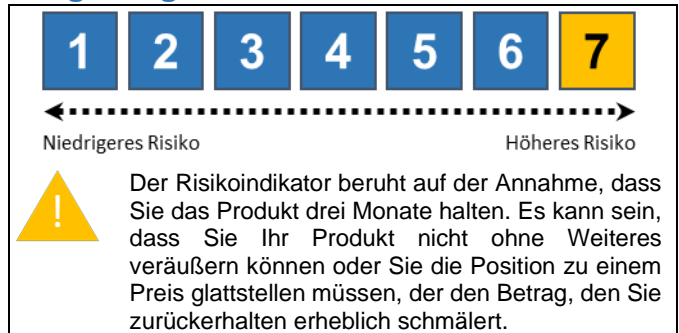 1 2 3 4 5 6 7
Niedrigeres Risiko Höheres Risiko
!
Der Risikoindikator beruht auf der Annahme, dass
Sie das Produkt drei Monate halten. Es kann sein,
dass Sie Ihr Produkt nicht ohne Weiteres
veräußern können oder Sie die Position zu einem
Preis glattstellen müssen, der den Betrag, den Sie
zurückerhalten erheblich schmälert.